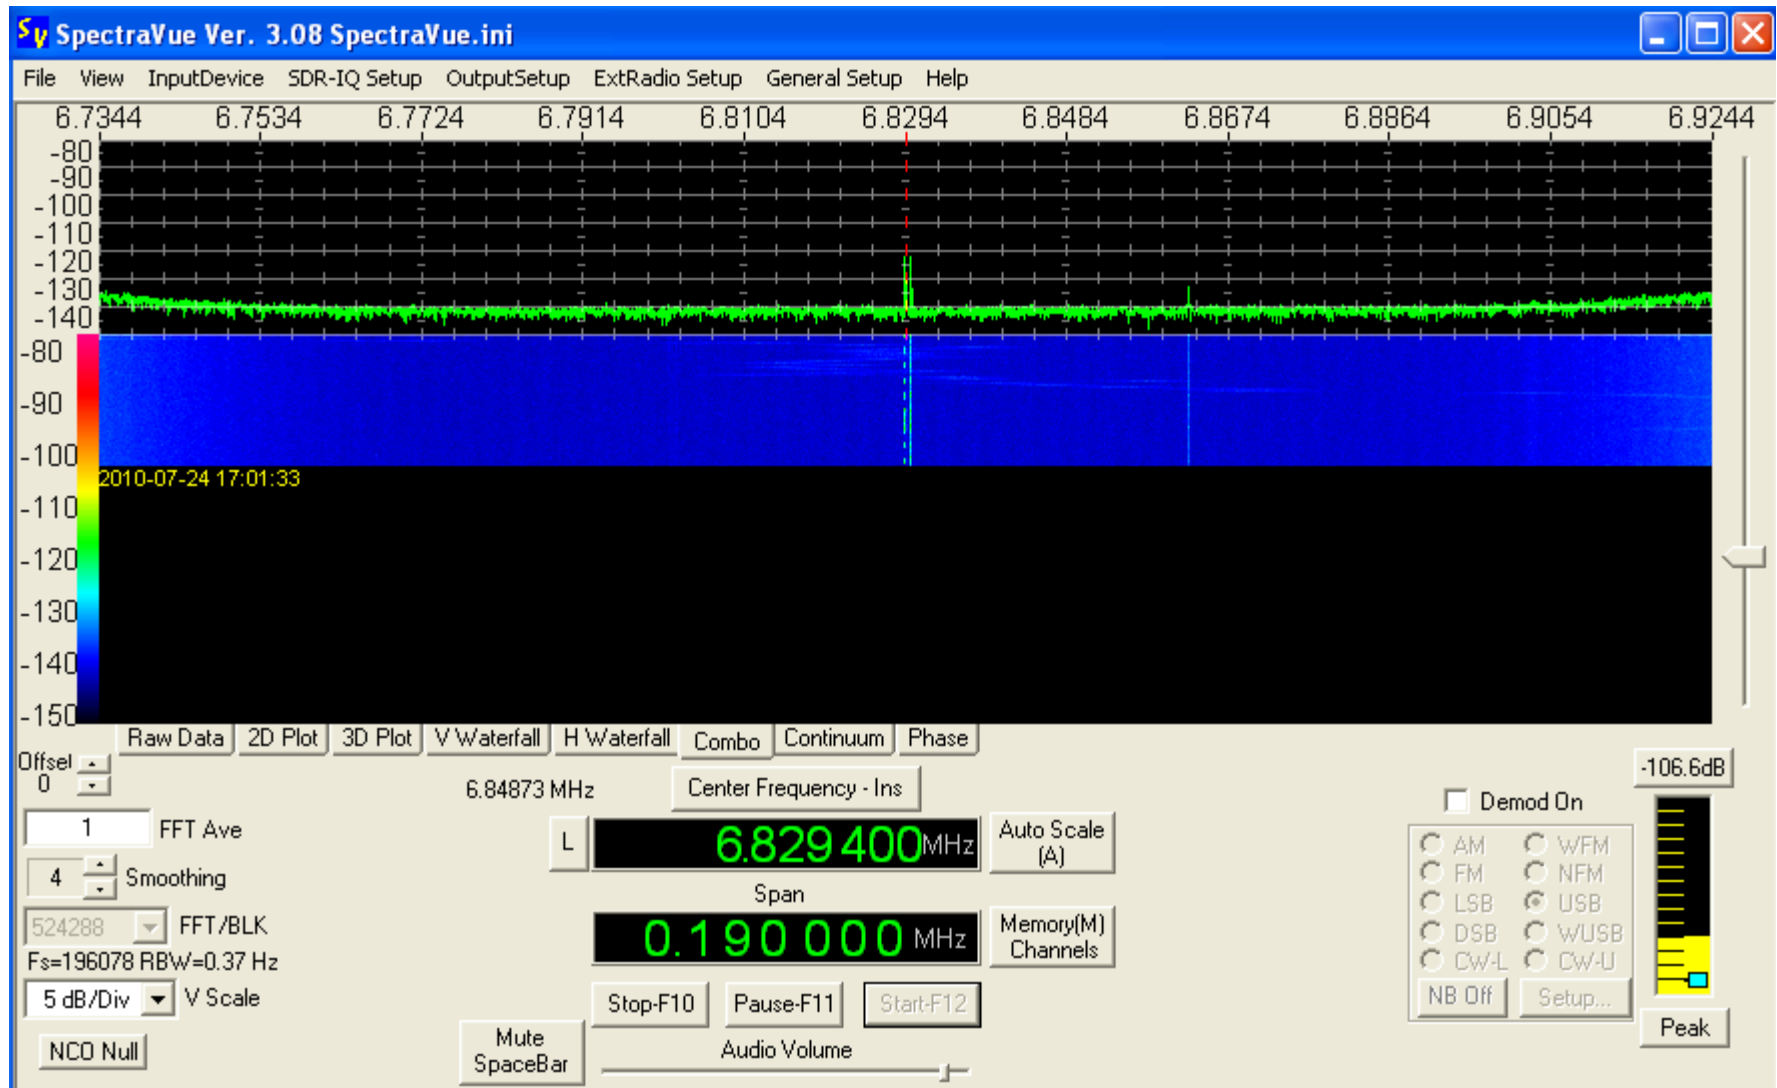 SV SpectraVue Ver. 3.08 SpectraVue.ini
File View InputDevice SDR-IQ Setup OutputSetup ExtRadio Setup General Setup Help
6.7344 6.7534 6.7724 6.7914 6.8104 6.8294 6.8484 6.8674 6.8864 6.9054 6.9244
-80
-90
-100
-110
-120
-130
-140
-80
-90
-100
2010-07-24 17:01:33
-110
-120
-130
-140
-150
Raw Data 2D Plot 3D Plot V Waterfall H Waterfall Combo Continuum Phase
Offset
0
6.84873 MHz
Center Frequency - Ins
-106.6dB
Demod On
1 FFT Ave
L
6.829 400 MHz
Auto Scale
(A)
AM WFM
FM NFM
4 Smoothing
Span
LSB USB
524288 FFT/BLK
0.190 000 MHz
Memory(M)
Channels
DSB WUSB
Fs=196078 RBW=0.37 Hz
CW-L CW-U
5 dB/Div V Scale
Stop-F10 Pause-F11 Start-F12
NB Off Setup...
Peak
NCO Null
Mute
SpaceBar
Audio Volume